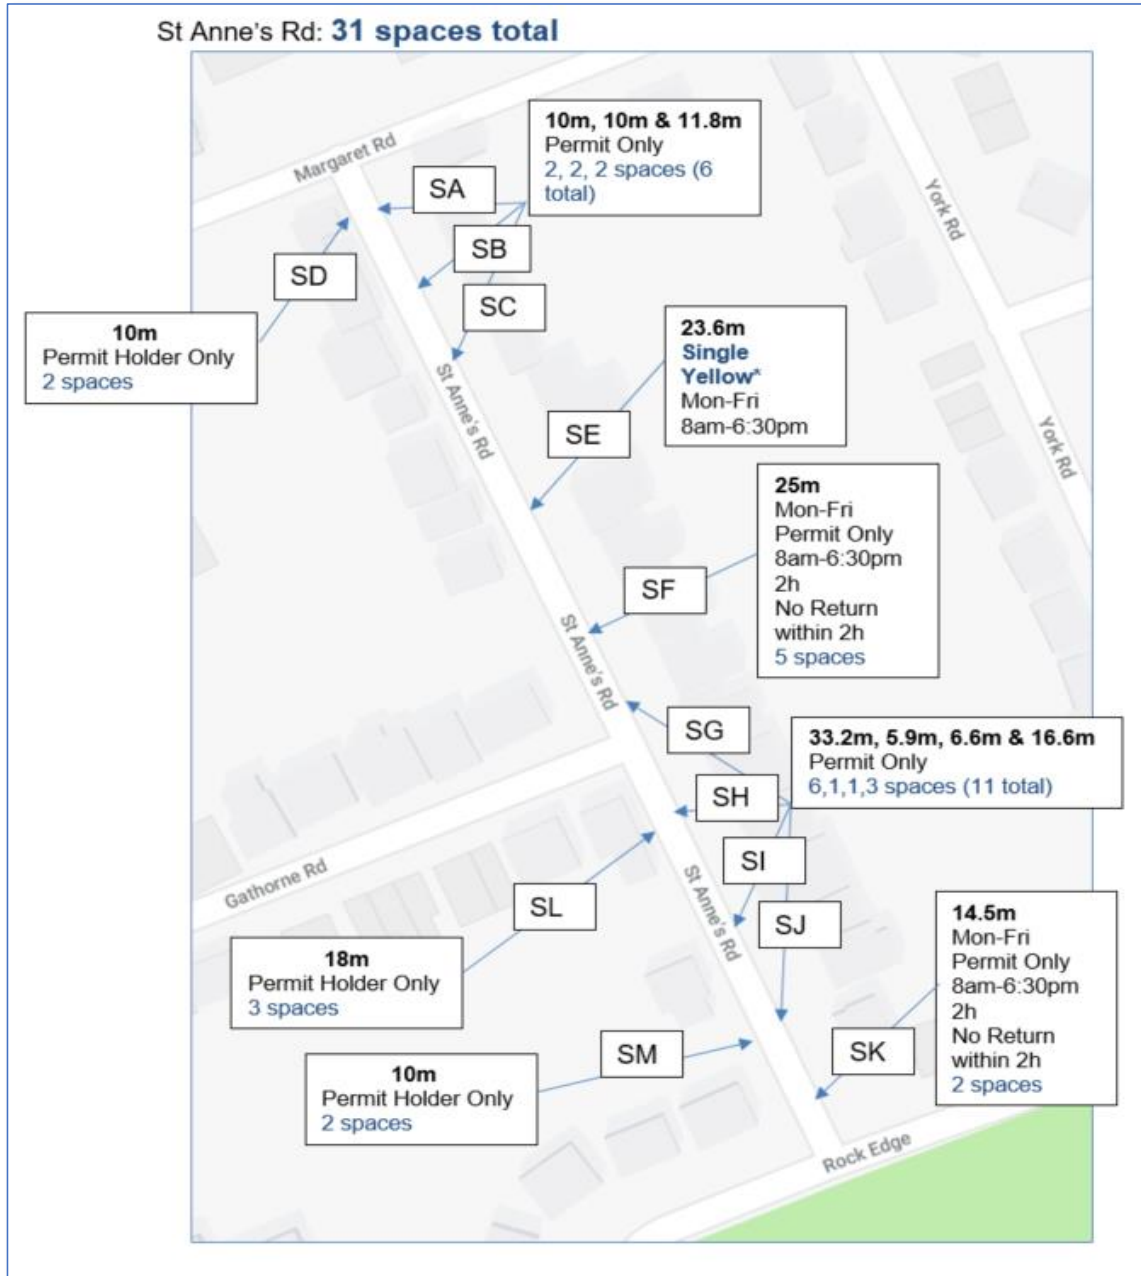 St Anne's Rd: 31 spaces total
Margaret Rd
SA
10m, 10m & 11.8m
Permit Only
2, 2, 2 spaces (6
total)
York Rd
SB
SD
SC
10m
Permit Holder Only
2 spaces
23.6m
Single
Yellow*
Mon-Fri
8am-6:30pm
St Anne's Rd
SE
York Rd
25m
Mon-Fri
Permit Only
8am-6:30pm
2h
No Return
within 2h
5 spaces
SF
St Anne's Rd
SG
33.2m, 5.9m, 6.6m & 16.6m
Permit Only
6,1,1,3 spaces (11 total)
SH
SI
Gathorne Rd
SL
St Anne's Rd
SJ
18m
Permit Holder Only
3 spaces
14.5m
Mon-Fri
Permit Only
8am-6:30pm
2h
No Return
within 2h
2 spaces
SM
SK
10m
Permit Holder Only
2 spaces
Rock Edge